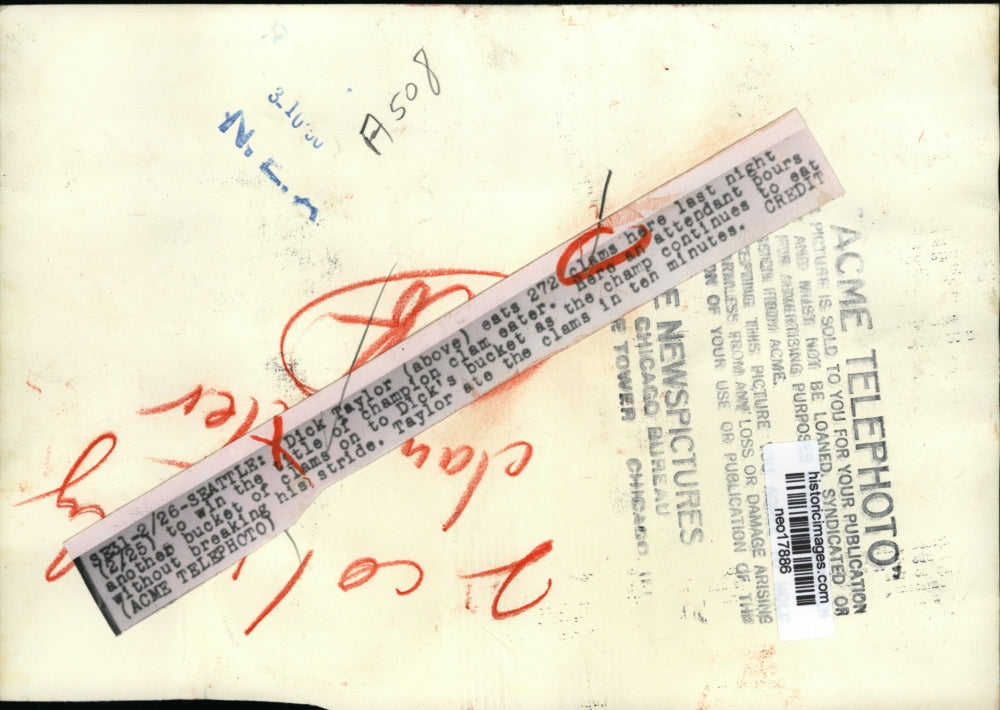 A508
3-10'50
N.E.A
2/26-SEATTLE: Dick Taylor (above) eats 272 clams here last night
(2/25) to win the title of champion clam eater. Here an attendant pours
another bucket of clams on to Dick's bucket as the champ continues to eat
without breaking his stride. Taylor ate the clams in ten minutes. CREDIT
(ACME TELEPHOTO)
2 col
clam
ACME TELEPHOTO"
PICTURE IS SOLD TO YOU FOR YOUR PUBLICATION
AND MUST NOT BE LOANED, SYNDICATED OR
FOR ADVERTISING PURPOS
FROM ACME.
THIS PICTURE
FROM ANY LOSS OR DAMAGE ARISING
OF YOUR USE OR PUBLICATION OF THIS
E NEWSPICTURES
CHICAGO BUREAU
E TOWER CHICAGO
historicimages.com
neo17886